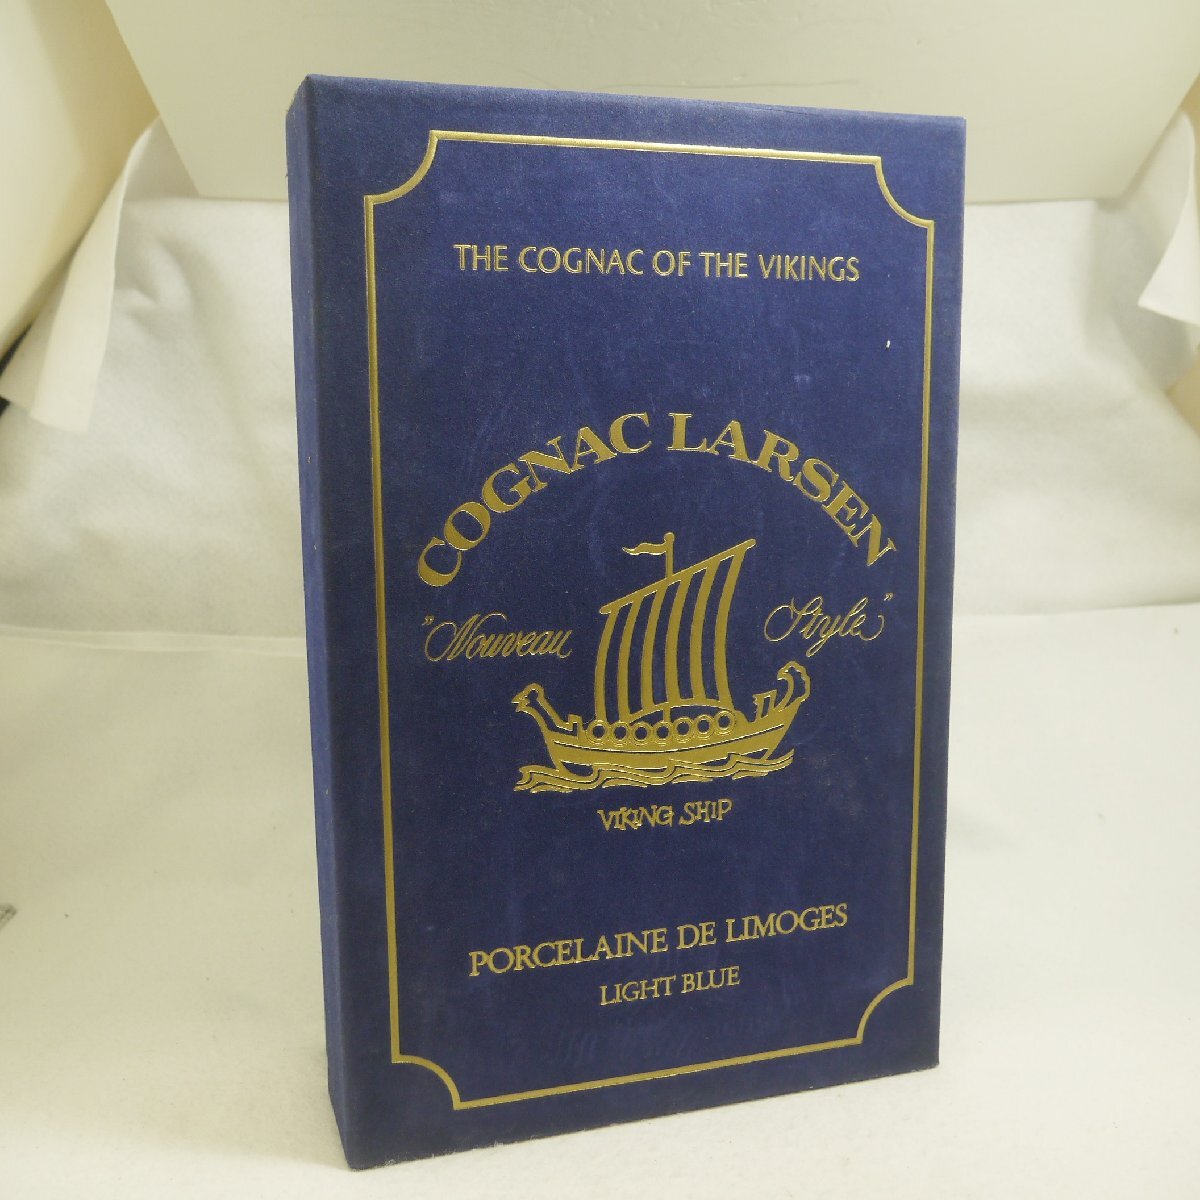 THE COGNAC OF THE VIKINGS
COGNAC LARSEN
"Nouveau Style"
VIKING SHIP
PORCELAINE DE LIMOGES
LIGHT BLUE